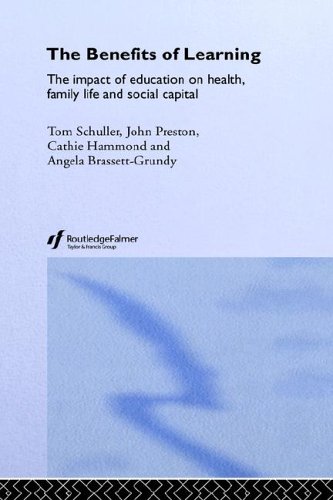 The Benefits of Learning
The impact of education on health,
family life and social capital
Tom Schuller, John Preston,
Cathie Hammond and
Angela Brassett-Grundy
rf RoutledgeFalmer
Taylor & Francis Group